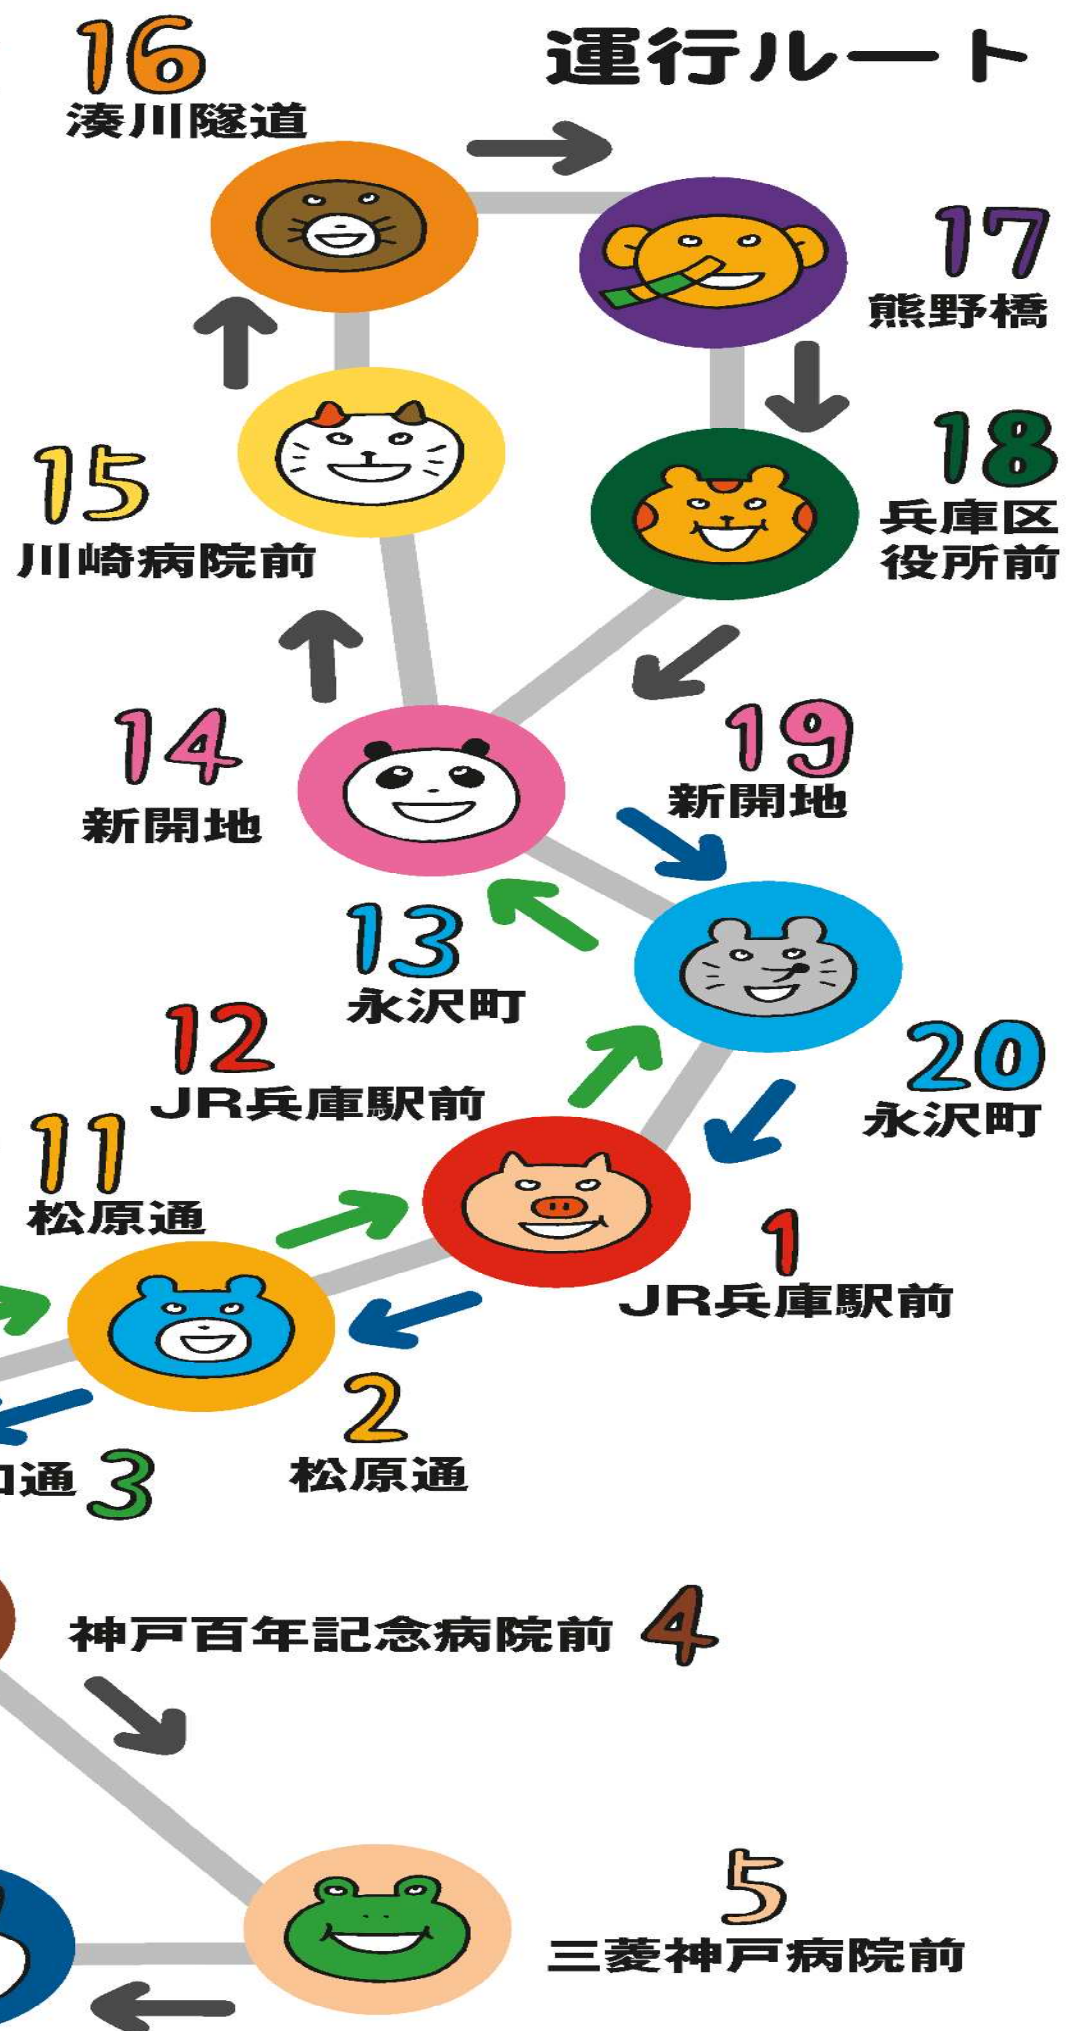 運行ルート
16
湊川隧道
17
熊野橋
18
兵庫区
役所前
15
川崎病院前
14
新開地
19
新開地
13
永沢町
12
JR兵庫駅前
20
永沢町
11
松原通
1
JR兵庫駅前
2
松原通
通 3
神戸百年記念病院前 4
5
三菱神戸病院前